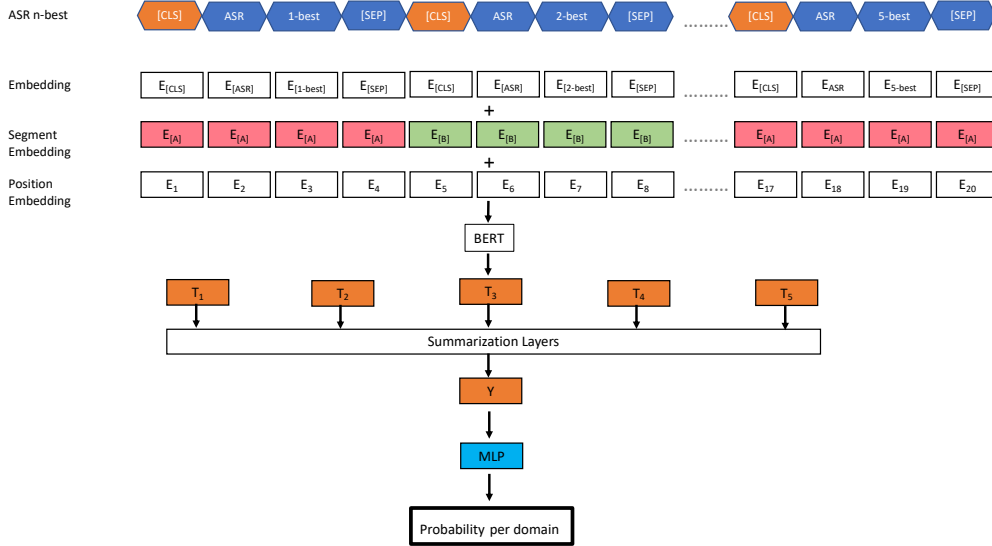 ASR n-best [CLS] ASR 1-best [SEP] [CLS] ASR 2-best [SEP] ......... [CLS] ASR 5-best [SEP]
Embedding E[CLS] E[ASR] E[1-best] E[SEP] E[CLS] E[ASR] E[2-best] E[SEP] ......... E[CLS] EASR E5-best E[SEP]
+
Segment
Embedding E[A] E[A] E[A] E[A] E[B] E[B] E[B] E[B] ......... E[A] E[A] E[A] E[A]
+
Position
Embedding E1 E2 E3 E4 E5 E6 E7 E8 ......... E17 E18 E19 E20
BERT
T1 T2 T3 T4 T5
Summarization Layers
Y
MLP
Probability per domain